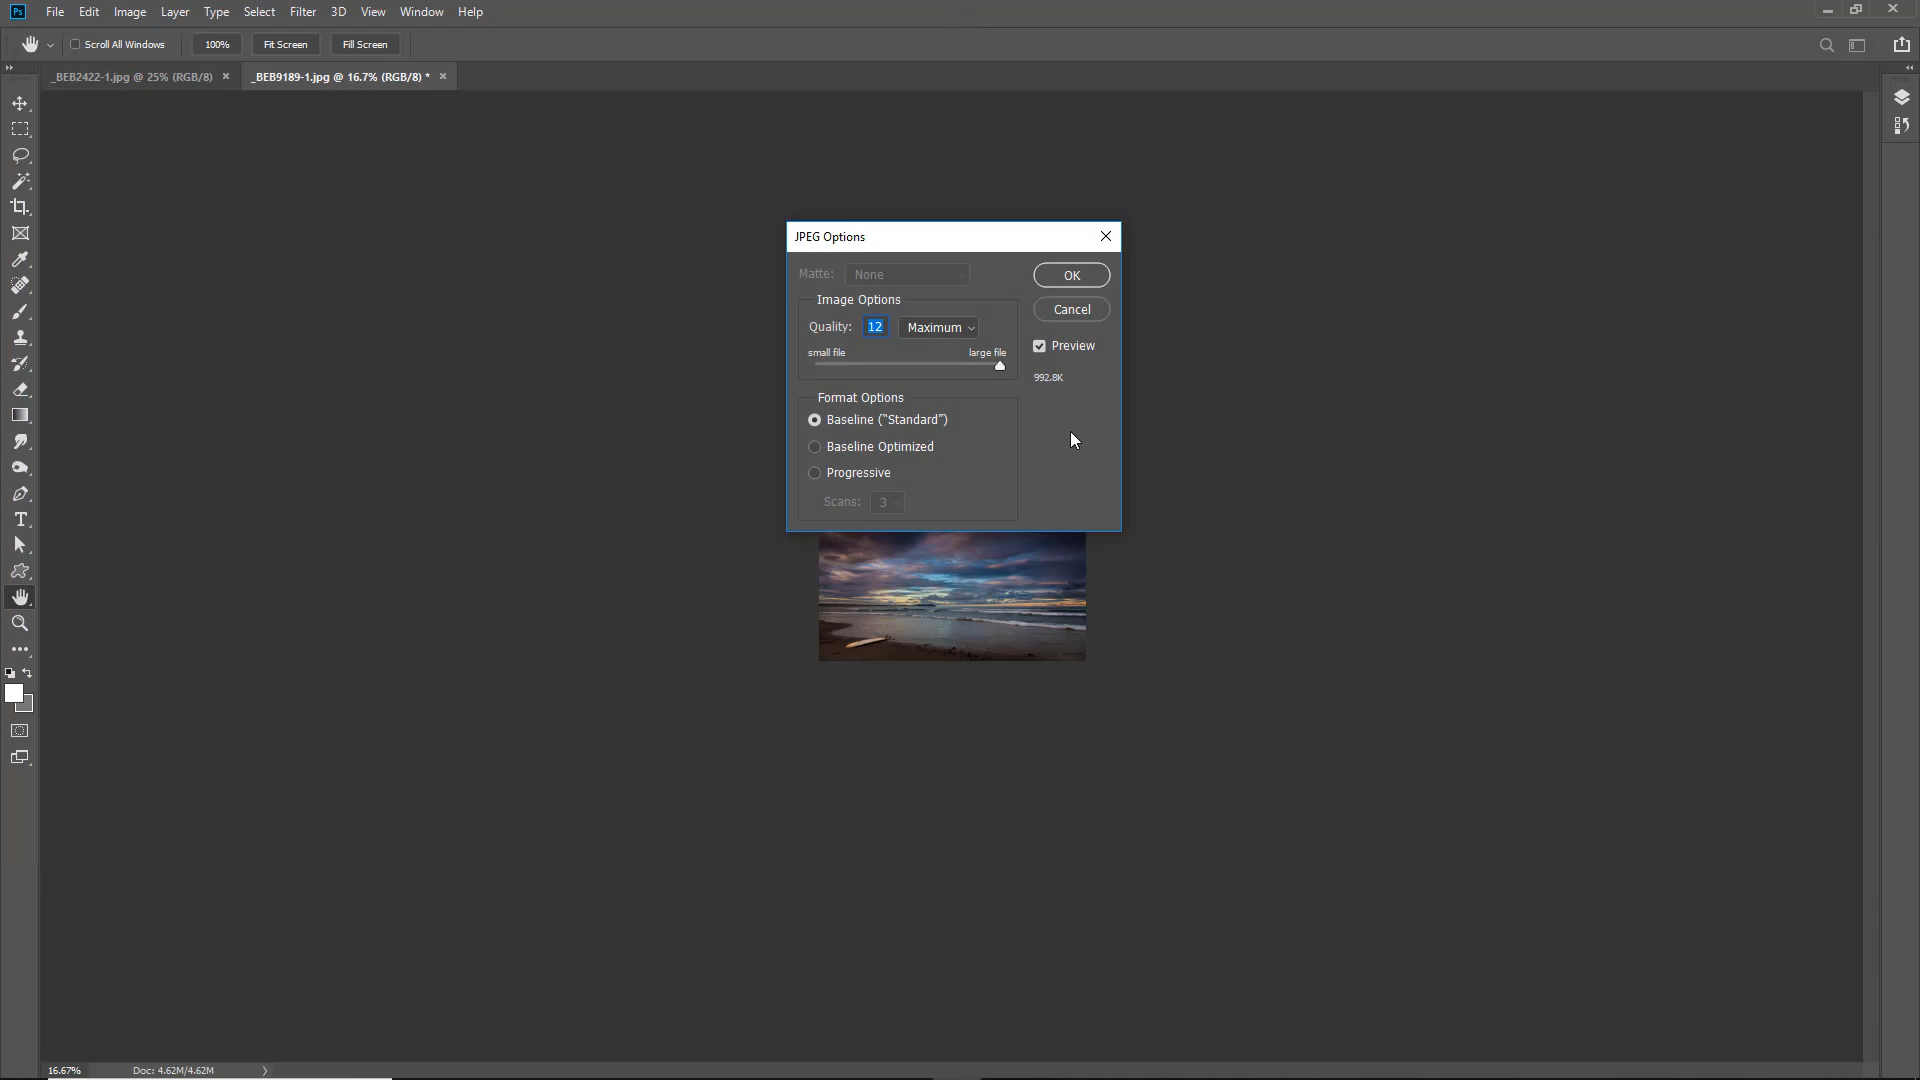 Ps File Edit Image Layer Type Select Filter 3D View Window Help
Scroll All Windows 100% Fit Screen Fill Screen
_BEB2422-1.jpg @ 25% (RGB/8) × _BEB9189-1.jpg @ 16.7% (RGB/8) * ×
JPEG Options
Matte: None OK
Image Options
Cancel
Quality: 12 Maximum
Preview
small file large file
992.8K
Format Options
Baseline (“Standard”)
Baseline Optimized
Progressive
Scans: 3
T
16.67% Doc: 4.62M/4.62M